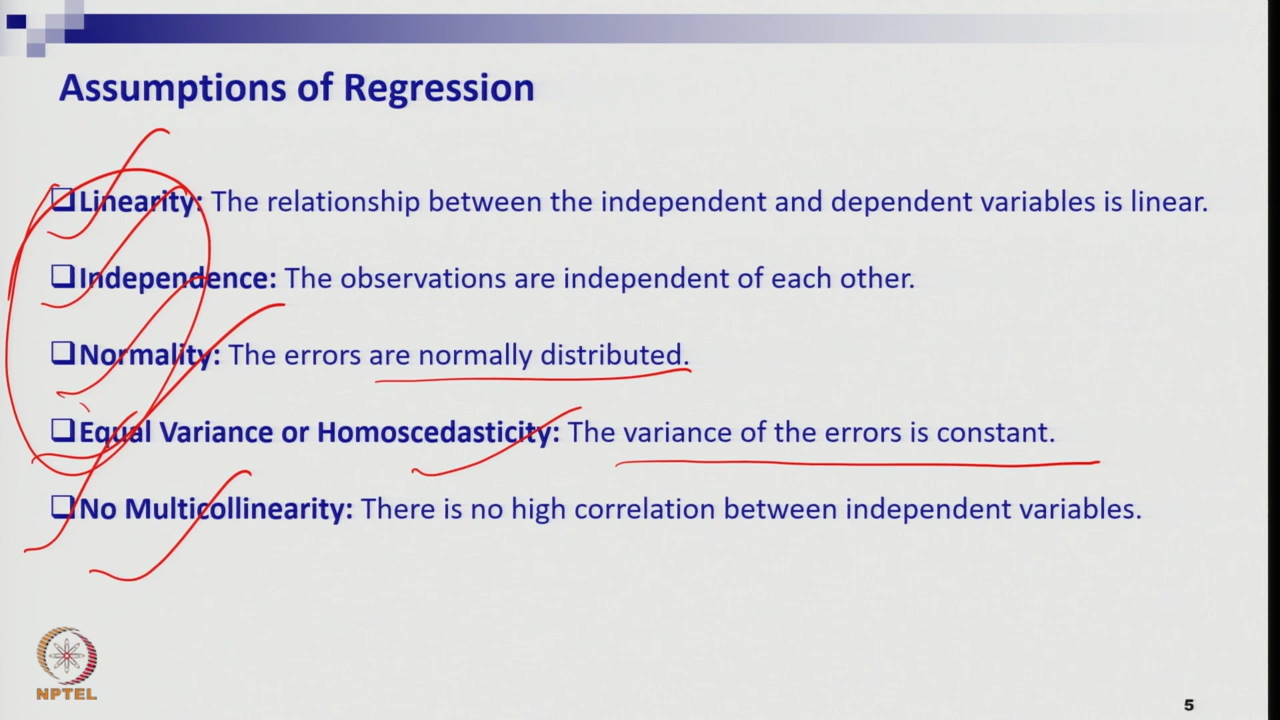 Assumptions of Regression
❑Linearity: The relationship between the independent and dependent variables is linear.
❑Independence: The observations are independent of each other.
❑Normality: The errors are normally distributed.
❑Equal Variance or Homoscedasticity: The variance of the errors is constant.
❑No Multicollinearity: There is no high correlation between independent variables.
NPTEL
5